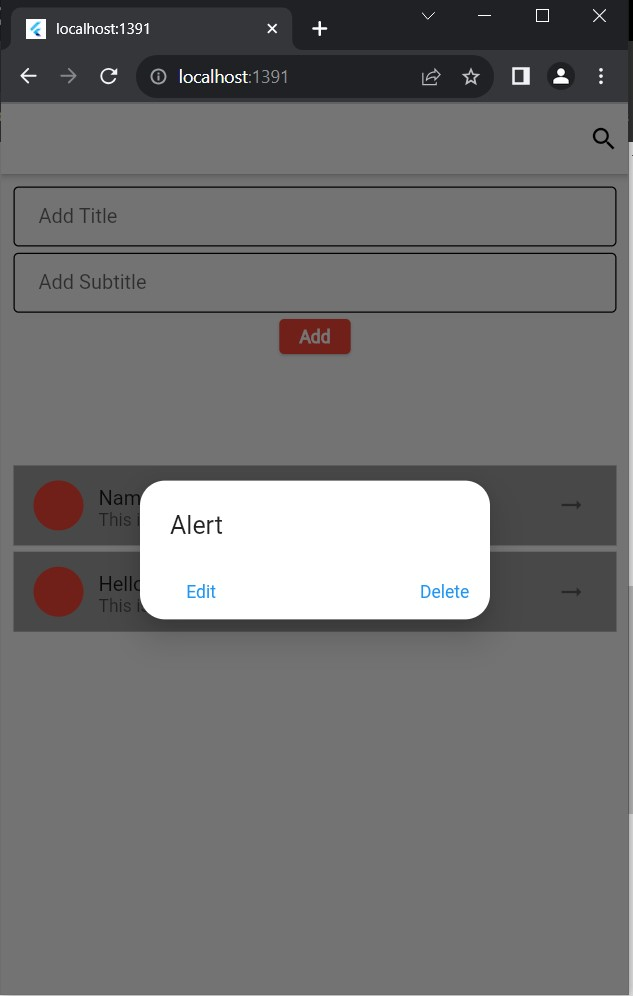 localhost:1391
localhost:1391
Add Title
Add Subtitle
Add
Nam
This i
Alert
Hello
This i
Edit
Delete